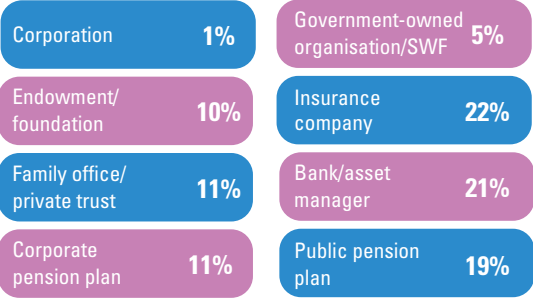 Corporation 1%
Endowment/
foundation 10%
Family office/
private trust 11%
Corporate
pension plan 11%
Government-owned
organisation/SWF 5%
Insurance
company 22%
Bank/asset
manager 21%
Public pension
plan 19%